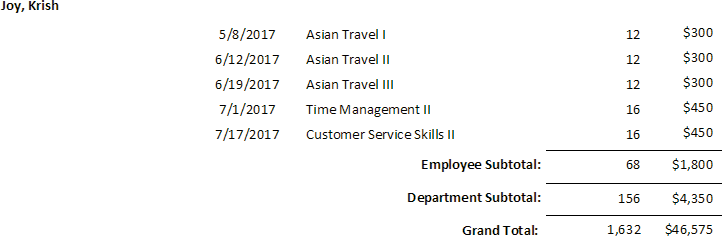 Joy, Krish
5/8/2017 Asian Travel I 12 $300
6/12/2017 Asian Travel II 12 $300
6/19/2017 Asian Travel III 12 $300
7/1/2017 Time Management II 16 $450
7/17/2017 Customer Service Skills II 16 $450
Employee Subtotal: 68 $1,800
Department Subtotal: 156 $4,350
Grand Total: 1,632 $46,575